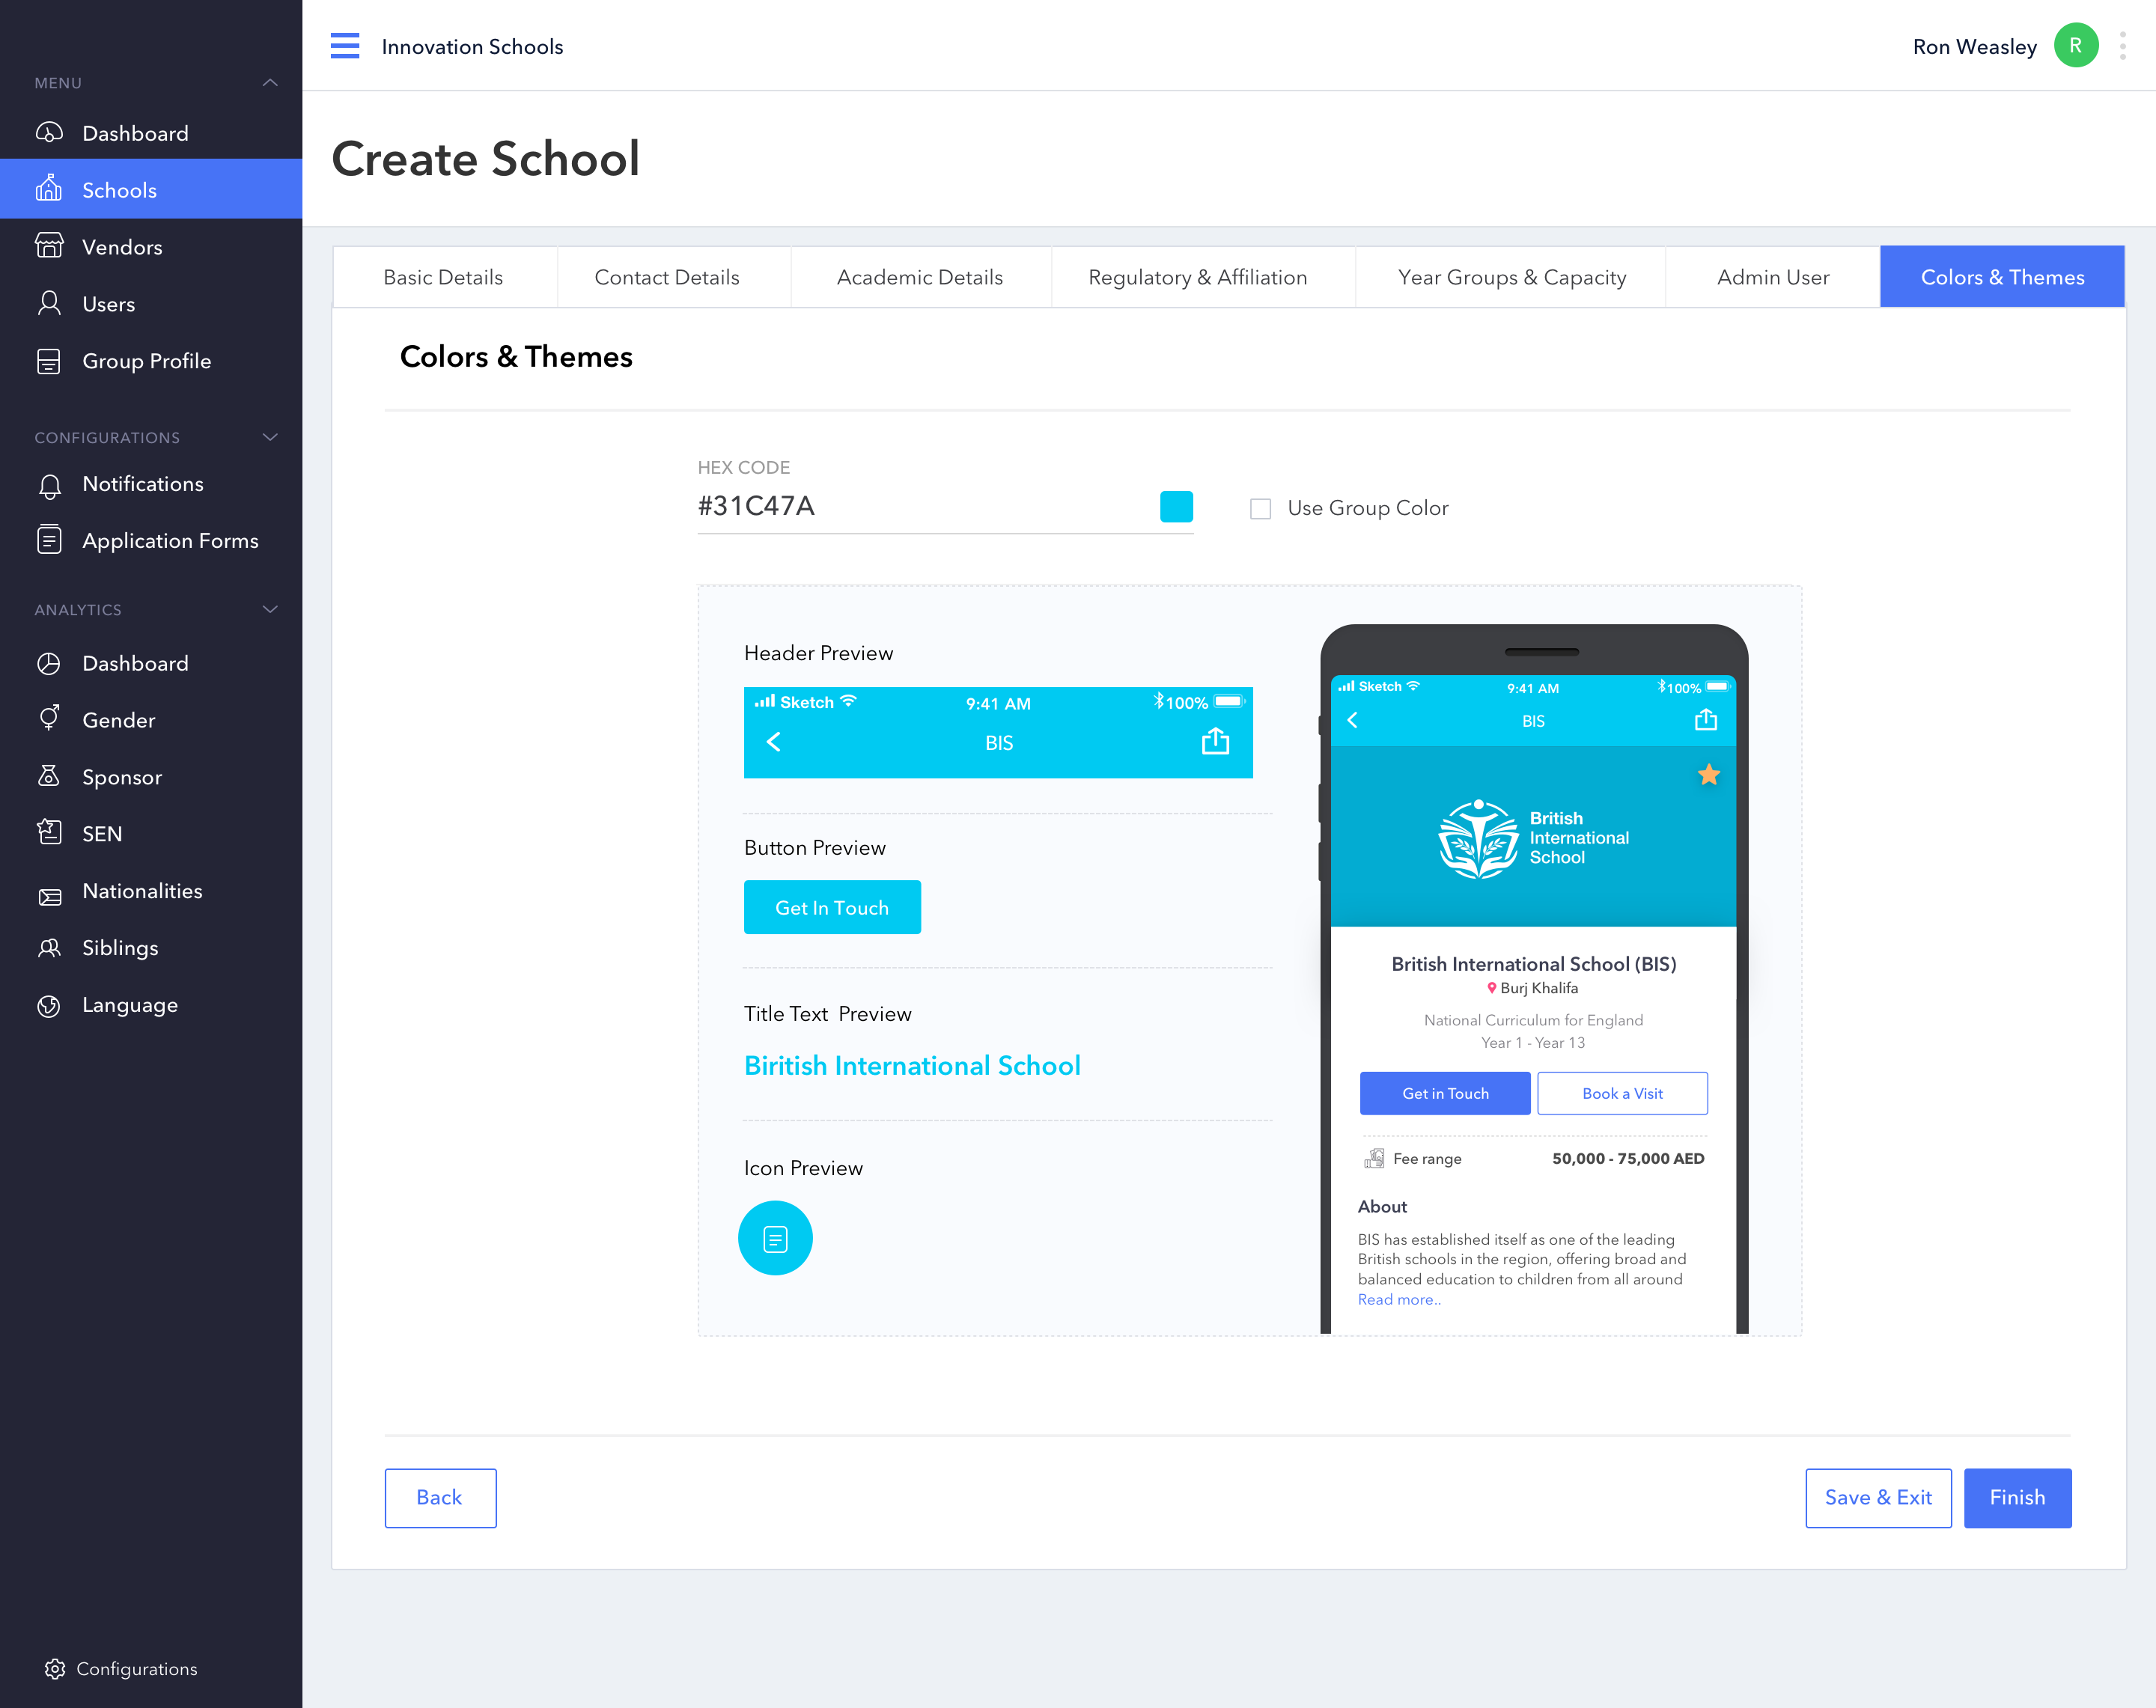 Innovation Schools
Ron Weasley
R
MENU
Dashboard
Schools
Vendors
Users
Group Profile
CONFIGURATIONS
Notifications
Application Forms
ANALYTICS
Dashboard
Gender
Sponsor
SEN
Nationalities
Siblings
Language
Configurations
Create School
Basic Details
Contact Details
Academic Details
Regulatory & Affiliation
Year Groups & Capacity
Admin User
Colors & Themes
Colors & Themes
HEX CODE
#31C47A
Use Group Color
Header Preview
Sketch 9:41 AM 100%
BIS
Button Preview
Get In Touch
Title Text  Preview
Biritish International School
Icon Preview
Sketch 9:41 AM 100%
BIS
British
International
School
British International School (BIS)
Burj Khalifa
National Curriculum for England
Year 1 - Year 13
Get in Touch
Book a Visit
Fee range 50,000 - 75,000 AED
About
BIS has established itself as one of the leading
British schools in the region, offering broad and
balanced education to children from all around
Read more..
Back
Save & Exit
Finish